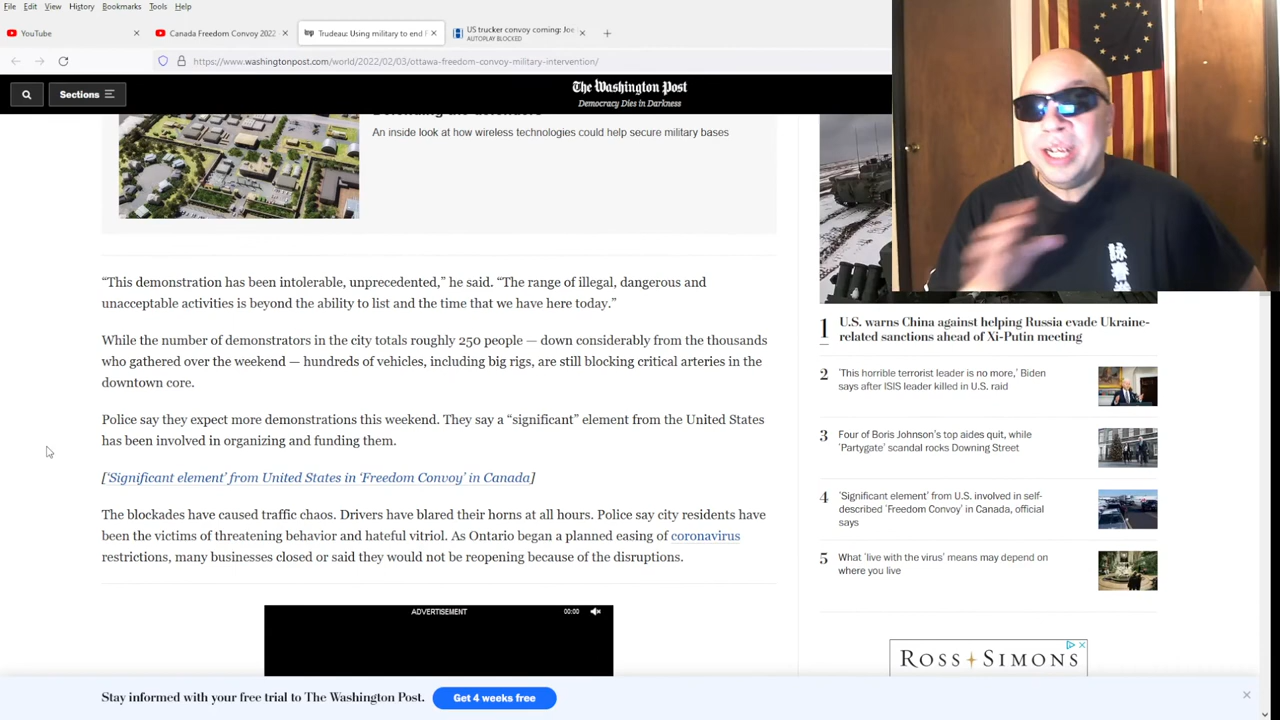 File Edit View History Bookmarks Tools Help
YouTube
Canada Freedom Convoy 2022
Trudeau: Using military to end
US trucker convoy coming: Joe
AUTOPLAY BLOCKED
https://www.washingtonpost.com/world/2022/02/03/ottawa-freedom-convoy-military-intervention/
Sections
The Washington Post
Democracy Dies in Darkness
An inside look at how wireless technologies could help secure military bases
“This demonstration has been intolerable, unprecedented,” he said. “The range of illegal, dangerous and
unacceptable activities is beyond the ability to list and the time that we have here today.”
While the number of demonstrators in the city totals roughly 250 people — down considerably from the thousands
who gathered over the weekend — hundreds of vehicles, including big rigs, are still blocking critical arteries in the
downtown core.
Police say they expect more demonstrations this weekend. They say a “significant” element from the United States
has been involved in organizing and funding them.
[‘Significant element’ from United States in ‘Freedom Convoy’ in Canada]
The blockades have caused traffic chaos. Drivers have blared their horns at all hours. Police say city residents have
been the victims of threatening behavior and hateful vitriol. As Ontario began a planned easing of coronavirus
restrictions, many businesses closed or said they would not be reopening because of the disruptions.
ADVERTISEMENT
00:00
詠春
1
U.S. warns China against helping Russia evade Ukraine-
related sanctions ahead of Xi-Putin meeting
2
‘This horrible terrorist leader is no more,’ Biden
says after ISIS leader killed in U.S. raid
3
Four of Boris Johnson’s top aides quit, while
‘Partygate’ scandal rocks Downing Street
4
‘Significant element’ from U.S. involved in self-
described ‘Freedom Convoy’ in Canada, official
says
5
What ‘live with the virus’ means may depend on
where you live
ROSS SIMONS
Stay informed with your free trial to The Washington Post.
Get 4 weeks free